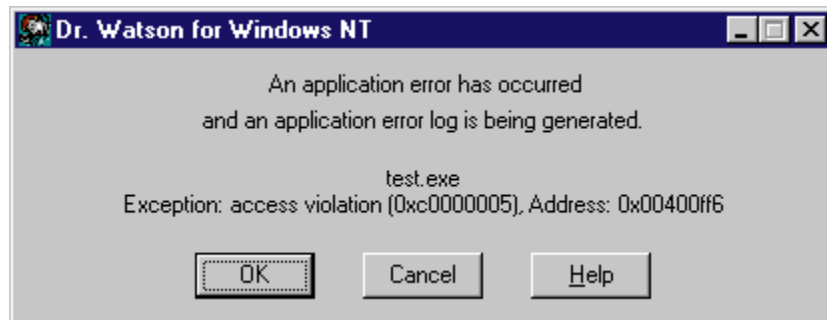 Dr. Watson for Windows NT
An application error has occurred
and an application error log is being generated.
test.exe
Exception: access violation (0xc0000005), Address: 0x00400ff6
OK
Cancel
Help